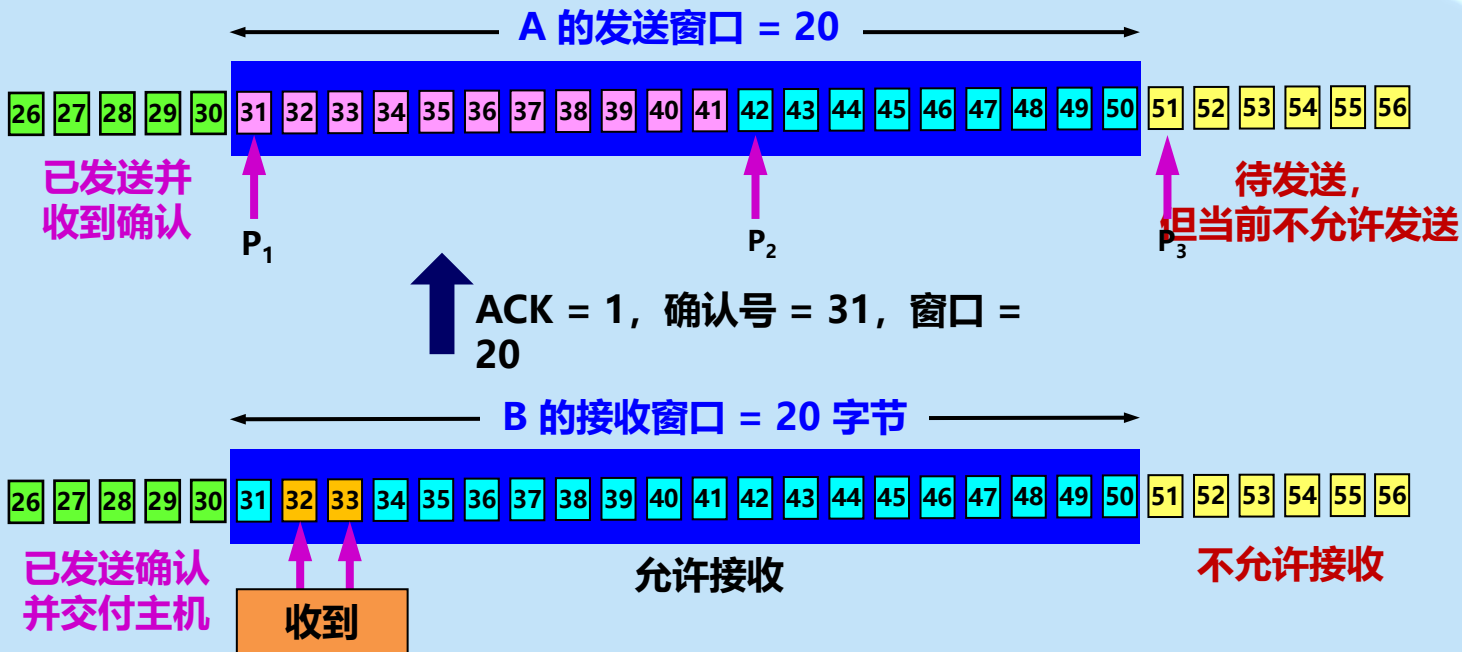 A 的发送窗口 = 20
26 27 28 29 30 31 32 33 34 35 36 37 38 39 40 41 42 43 44 45 46 47 48 49 50 51 52 53 54 55 56
已发送并
收到确认
P1
P2
P3
待发送，
但当前不允许发送
ACK = 1，确认号 = 31，窗口 =
20
B 的接收窗口 = 20 字节
26 27 28 29 30 31 32 33 34 35 36 37 38 39 40 41 42 43 44 45 46 47 48 49 50 51 52 53 54 55 56
已发送确认
并交付主机
收到
允许接收
不允许接收